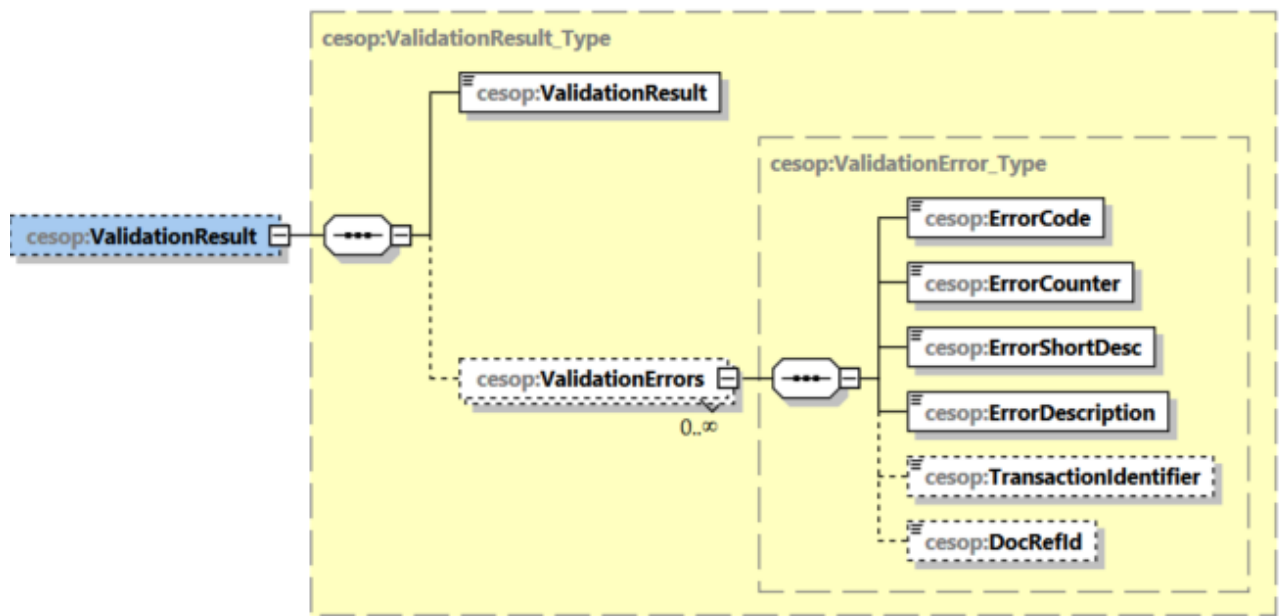 cesop:ValidationResult_Type
cesop:ValidationResult
cesop:ValidationError_Type
cesop:ErrorCode
cesop:ValidationResult
cesop:ErrorCounter
cesop:ErrorShortDesc
cesop:ValidationErrors
0..∞
cesop:ErrorDescription
cesop:TransactionIdentifier
cesop:DocRefId